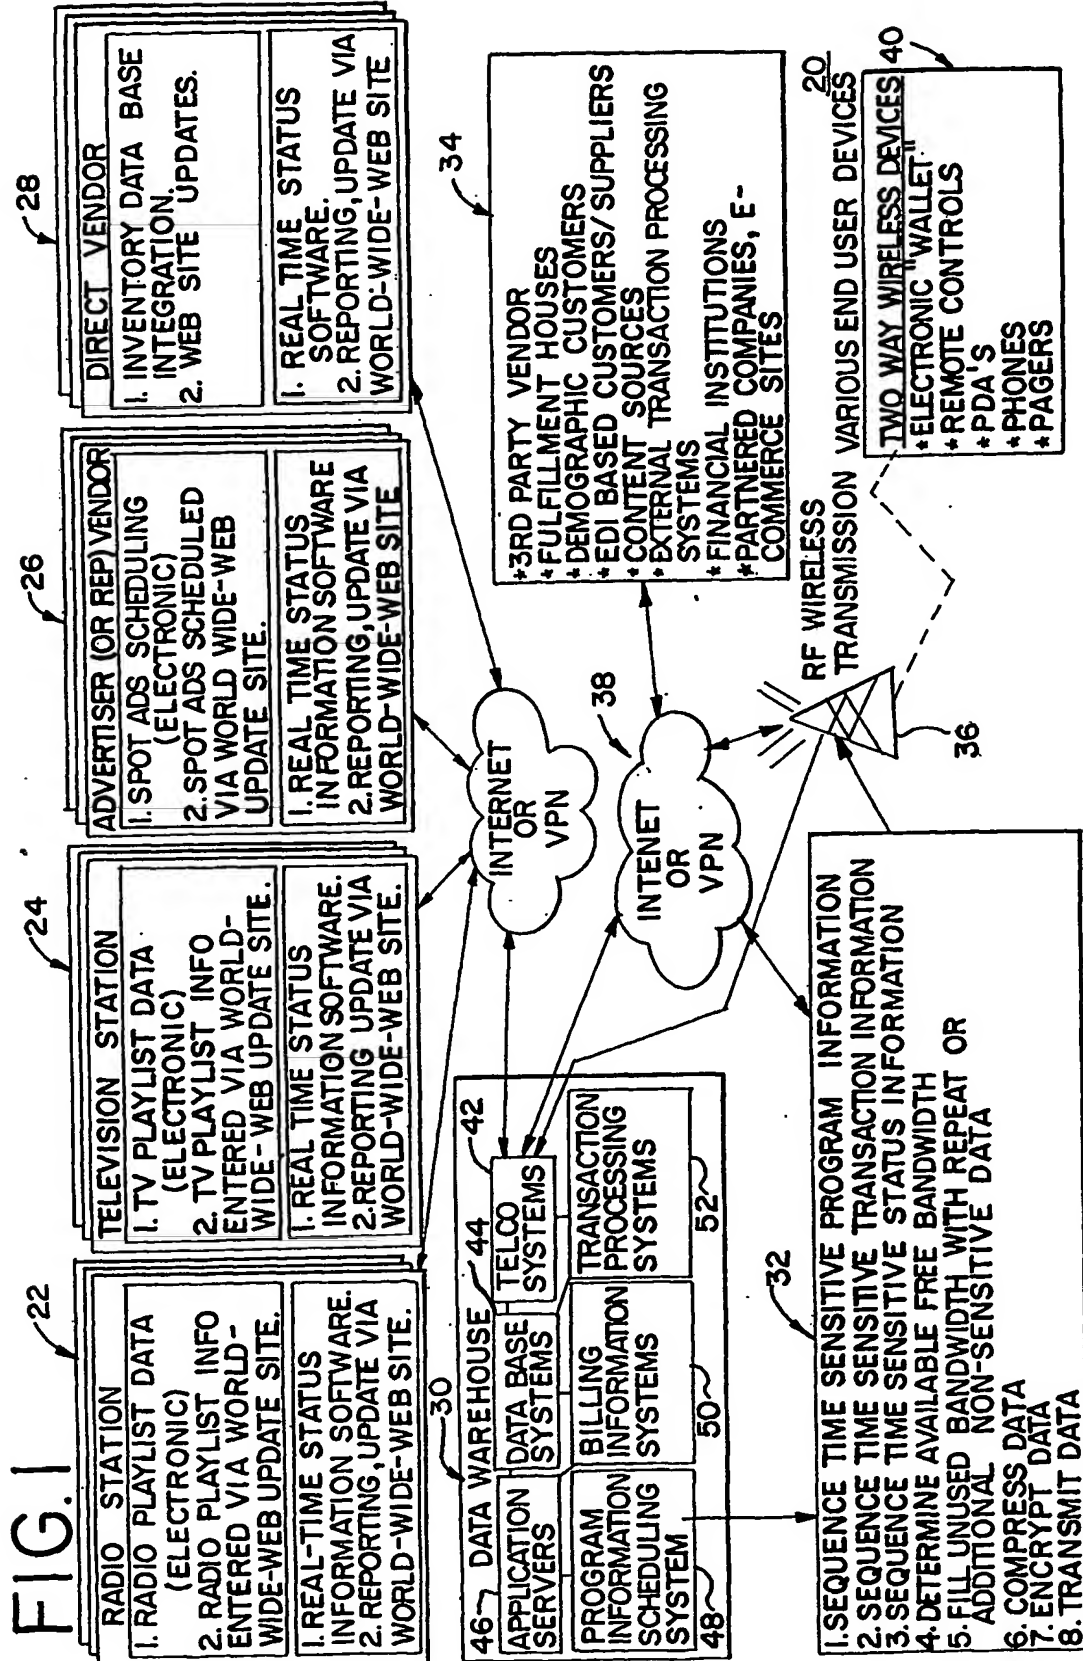 FIG. 1
22
RADIO STATION
1. RADIO PLAYLIST DATA
(ELECTRONIC)
2. RADIO PLAYLIST INFO
ENTERED VIA WORLD-
WIDE-WEB UPDATE SITE.
1. REAL-TIME STATUS
INFORMATION SOFTWARE.
2. REPORTING, UPDATE VIA
WORLD-WIDE-WEB SITE.
24
TELEVISION STATION
1. TV PLAYLIST DATA
(ELECTRONIC)
2. TV PLAYLIST INFO
ENTERED VIA WORLD-
WIDE-WEB UPDATE SITE.
1. REAL TIME STATUS
INFORMATION SOFTWARE.
2. REPORTING UPDATE VIA
WORLD-WIDE-WEB SITE.
26
ADVERTISER (OR REP) VENDOR
1. SPOT ADS SCHEDULING
(ELECTRONIC)
2. SPOT ADS SCHEDULED
VIA WORLD WIDE-WEB
UPDATE SITE.
1. REAL TIME STATUS
INFORMATION SOFTWARE
2. REPORTING, UPDATE VIA
WORLD-WIDE-WEB SITE
28
DIRECT VENDOR
1. INVENTORY DATA BASE
INTEGRATION.
2. WEB SITE UPDATES.
1. REAL TIME STATUS
SOFTWARE.
2. REPORTING, UPDATE VIA
WORLD-WIDE-WEB SITE
INTERNET
OR
VPN
46
DATA WAREHOUSE
30
44
42
APPLICATION
SERVERS
DATA BASE
SYSTEMS
TELCO
SYSTEMS
PROGRAM
INFORMATION
SCHEDULING
SYSTEM
BILLING
INFORMATION
SYSTEMS
TRANSACTION
PROCESSING
SYSTEMS
48
50
52
38
INTENET
OR
VPN
34
*3RD PARTY VENDOR
*FULFILLMENT HOUSES
*DEMOGRAPHIC CUSTOMERS
*EDI BASED CUSTOMERS/SUPPLIERS
*CONTENT SOURCES
*EXTERNAL TRANSACTION PROCESSING
SYSTEMS
*FINANCIAL INSTITUTIONS
*PARTNERED COMPANIES, E-
COMMERCE SITES
32
1. SEQUENCE TIME SENSITIVE PROGRAM INFORMATION
2. SEQUENCE TIME SENSITIVE TRANSACTION INFORMATION
3. SEQUENCE TIME SENSITIVE STATUS INFORMATION
4. DETERMINE AVAILABLE FREE BANDWIDTH
5. FILL UNUSED BANDWIDTH WITH REPEAT OR
ADDITIONAL NON-SENSITIVE DATA
6. COMPRESS DATA
7. ENCRYPT DATA
8. TRANSMIT DATA
36
RF WIRELESS
TRANSMISSION
20
VARIOUS END USER DEVICES
40
TWO WAY WIRELESS DEVICES
*ELECTRONIC "WALLET"
*REMOTE CONTROLS
*PDA'S
*PHONES
*PAGERS